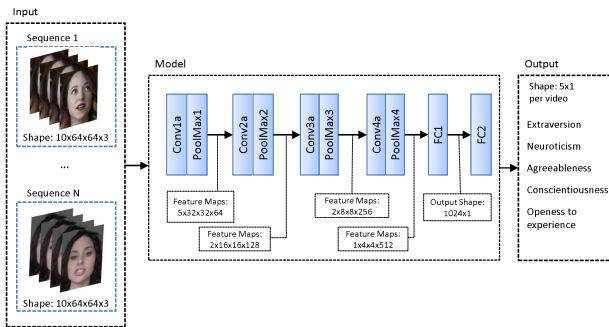 Input
Sequence 1
Shape: 10x64x64x3
...
Sequence N
Shape: 10x64x64x3
Model
Conv1a
PoolMax1
Conv2a
PoolMax2
Conv3a
PoolMax3
Conv4a
PoolMax4
FC1
FC2
Feature Maps:
5x32x32x64
Feature Maps:
2x16x16x128
Feature Maps:
2x8x8x256
Feature Maps:
1x4x4x512
Output Shape:
1024x1
Output
Shape: 5x1
per video
Extraversion
Neuroticism
Agreeableness
Conscientiousness
Openess to
experience